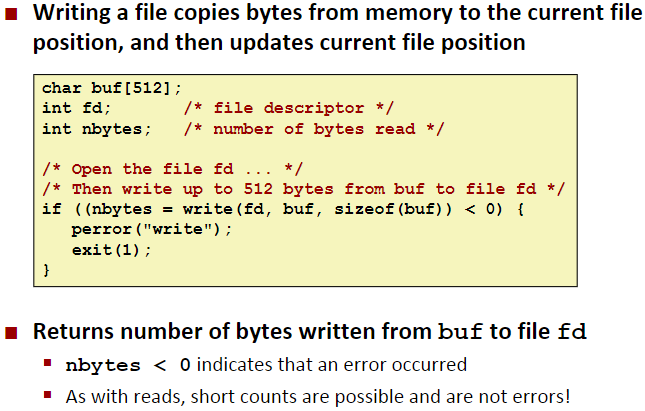 ■ Writing a file copies bytes from memory to the current file
position, and then updates current file position
char buf[512];
int fd;       /* file descriptor */
int nbytes;   /* number of bytes read */

/* Open the file fd ... */
/* Then write up to 512 bytes from buf to file fd */
if ((nbytes = write(fd, buf, sizeof(buf)) < 0) {
   perror("write");
   exit(1);
}
■ Returns number of bytes written from buf to file fd
▪ nbytes < 0 indicates that an error occurred
▪ As with reads, short counts are possible and are not errors!